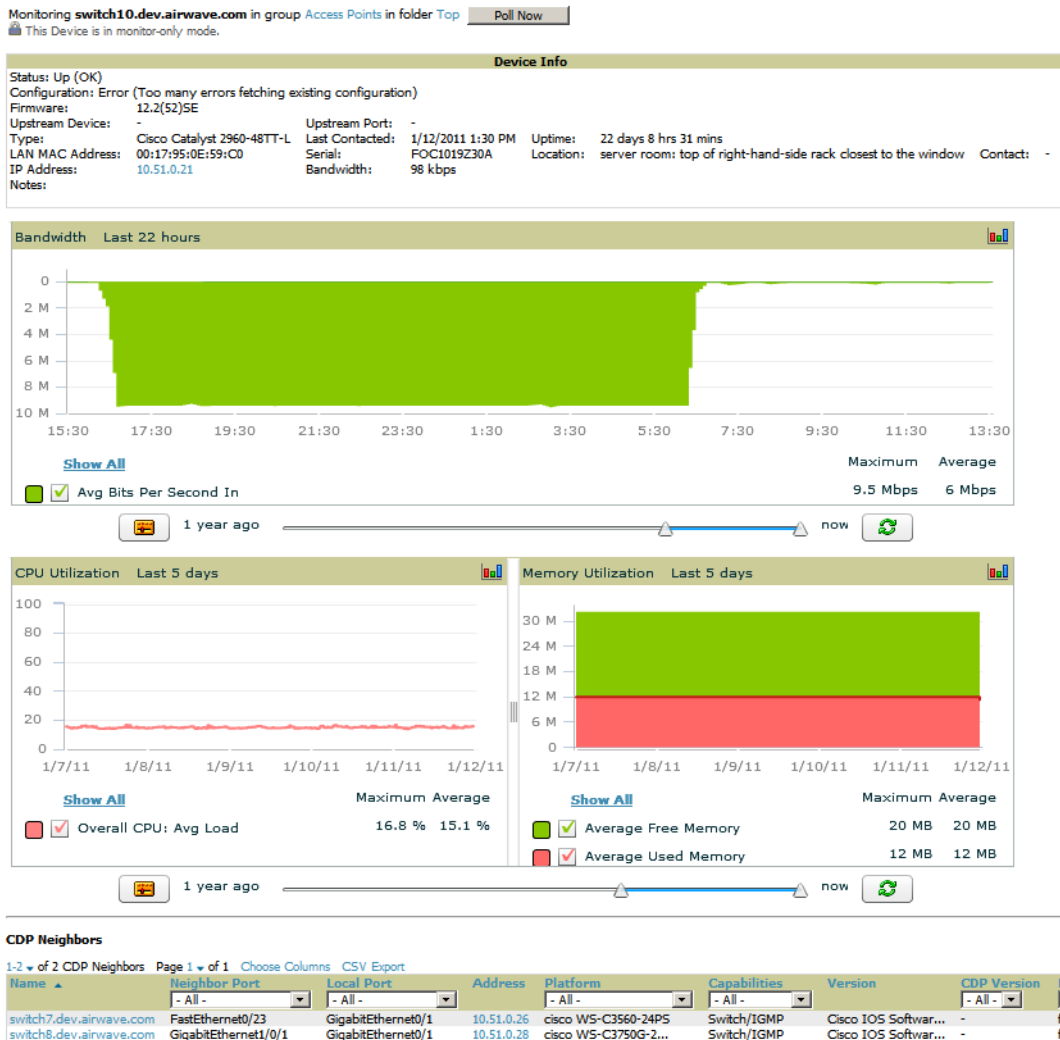 Monitoring switch10.dev.airwave.com in group Access Points in folder Top Poll Now
This Device is in monitor-only mode.
Device Info
Status: Up (OK)
Configuration: Error (Too many errors fetching existing configuration)
Firmware: 12.2(52)SE
Upstream Device: - Upstream Port: -
Type: Cisco Catalyst 2960-48TT-L Last Contacted: 1/12/2011 1:30 PM Uptime: 22 days 8 hrs 31 mins
LAN MAC Address: 00:17:95:0E:59:C0 Serial: FOC1019Z30A Location: server room: top of right-hand-side rack closest to the window Contact: -
IP Address: 10.51.0.21 Bandwidth: 98 kbps
Notes:
Bandwidth Last 22 hours
0
2 M
4 M
6 M
8 M
10 M
15:30 17:30 19:30 21:30 23:30 1:30 3:30 5:30 7:30 9:30 11:30 13:30
Show All Maximum Average
Avg Bits Per Second In 9.5 Mbps 6 Mbps
1 year ago now
CPU Utilization Last 5 days
100
80
60
40
20
0
1/7/11 1/8/11 1/9/11 1/10/11 1/11/11 1/12/11
Show All Maximum Average
Overall CPU: Avg Load 16.8 % 15.1 %
Memory Utilization Last 5 days
30 M
24 M
18 M
12 M
6 M
0
1/7/11 1/8/11 1/9/11 1/10/11 1/11/11 1/12/11
Show All Maximum Average
Average Free Memory 20 MB 20 MB
Average Used Memory 12 MB 12 MB
1 year ago now
CDP Neighbors
1-2 of 2 CDP Neighbors Page 1 of 1 Choose Columns CSV Export
Name Neighbor Port Local Port Address Platform Capabilities Version CDP Version
- All - - All - - All - - All - - All -
switch7.dev.airwave.com FastEthernet0/23 GigabitEthernet0/1 10.51.0.26 cisco WS-C3560-24PS Switch/IGMP Cisco IOS Softwar... -
switch8.dev.airwave.com GigabitEthernet1/0/1 GigabitEthernet0/1 10.51.0.28 cisco WS-C3750G-2... Switch/IGMP Cisco IOS Softwar... -